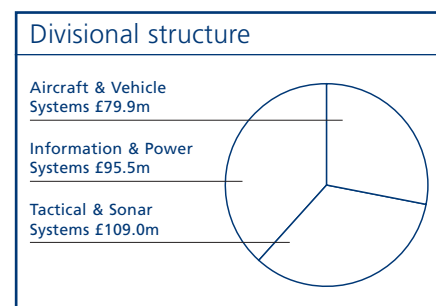 Divisional structure
Aircraft & Vehicle
Systems £79.9m
Information & Power
Systems £95.5m
Tactical & Sonar
Systems £109.0m